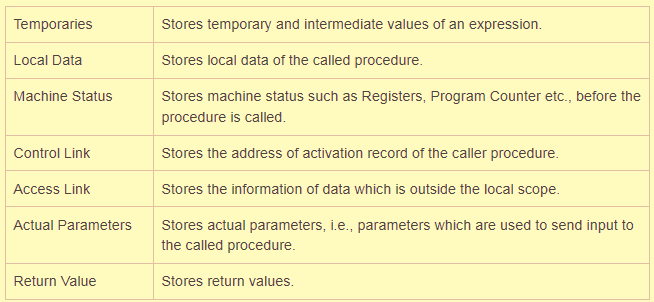 Temporaries
Stores temporary and intermediate values of an expression.
Local Data
Stores local data of the called procedure.
Machine Status
Stores machine status such as Registers, Program Counter etc., before the
procedure is called.
Control Link
Stores the address of activation record of the caller procedure.
Access Link
Stores the information of data which is outside the local scope.
Actual Parameters
Stores actual parameters, i.e., parameters which are used to send input to
the called procedure.
Return Value
Stores return values.